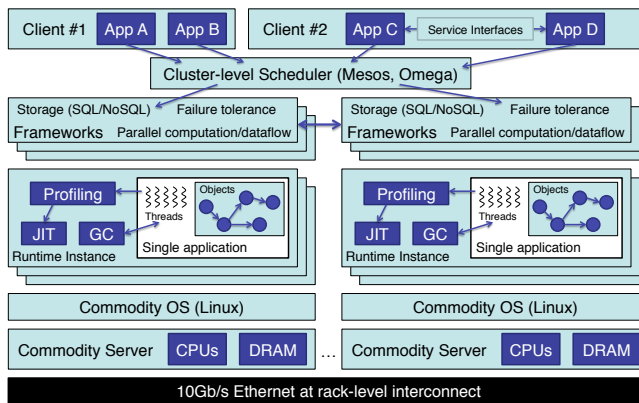 Client #1 App A App B Client #2 App C Service Interfaces App D
Cluster-level Scheduler (Mesos, Omega)
Storage (SQL/NoSQL) Failure tolerance Storage (SQL/NoSQL) Failure tolerance
Frameworks Parallel computation/dataflow Frameworks Parallel computation/dataflow
Profiling Objects Profiling Objects
Threads Threads
JIT GC JIT GC
Single application Single application
Runtime Instance Runtime Instance
Commodity OS (Linux) Commodity OS (Linux)
Commodity Server CPUs DRAM ... Commodity Server CPUs DRAM
10Gb/s Ethernet at rack-level interconnect